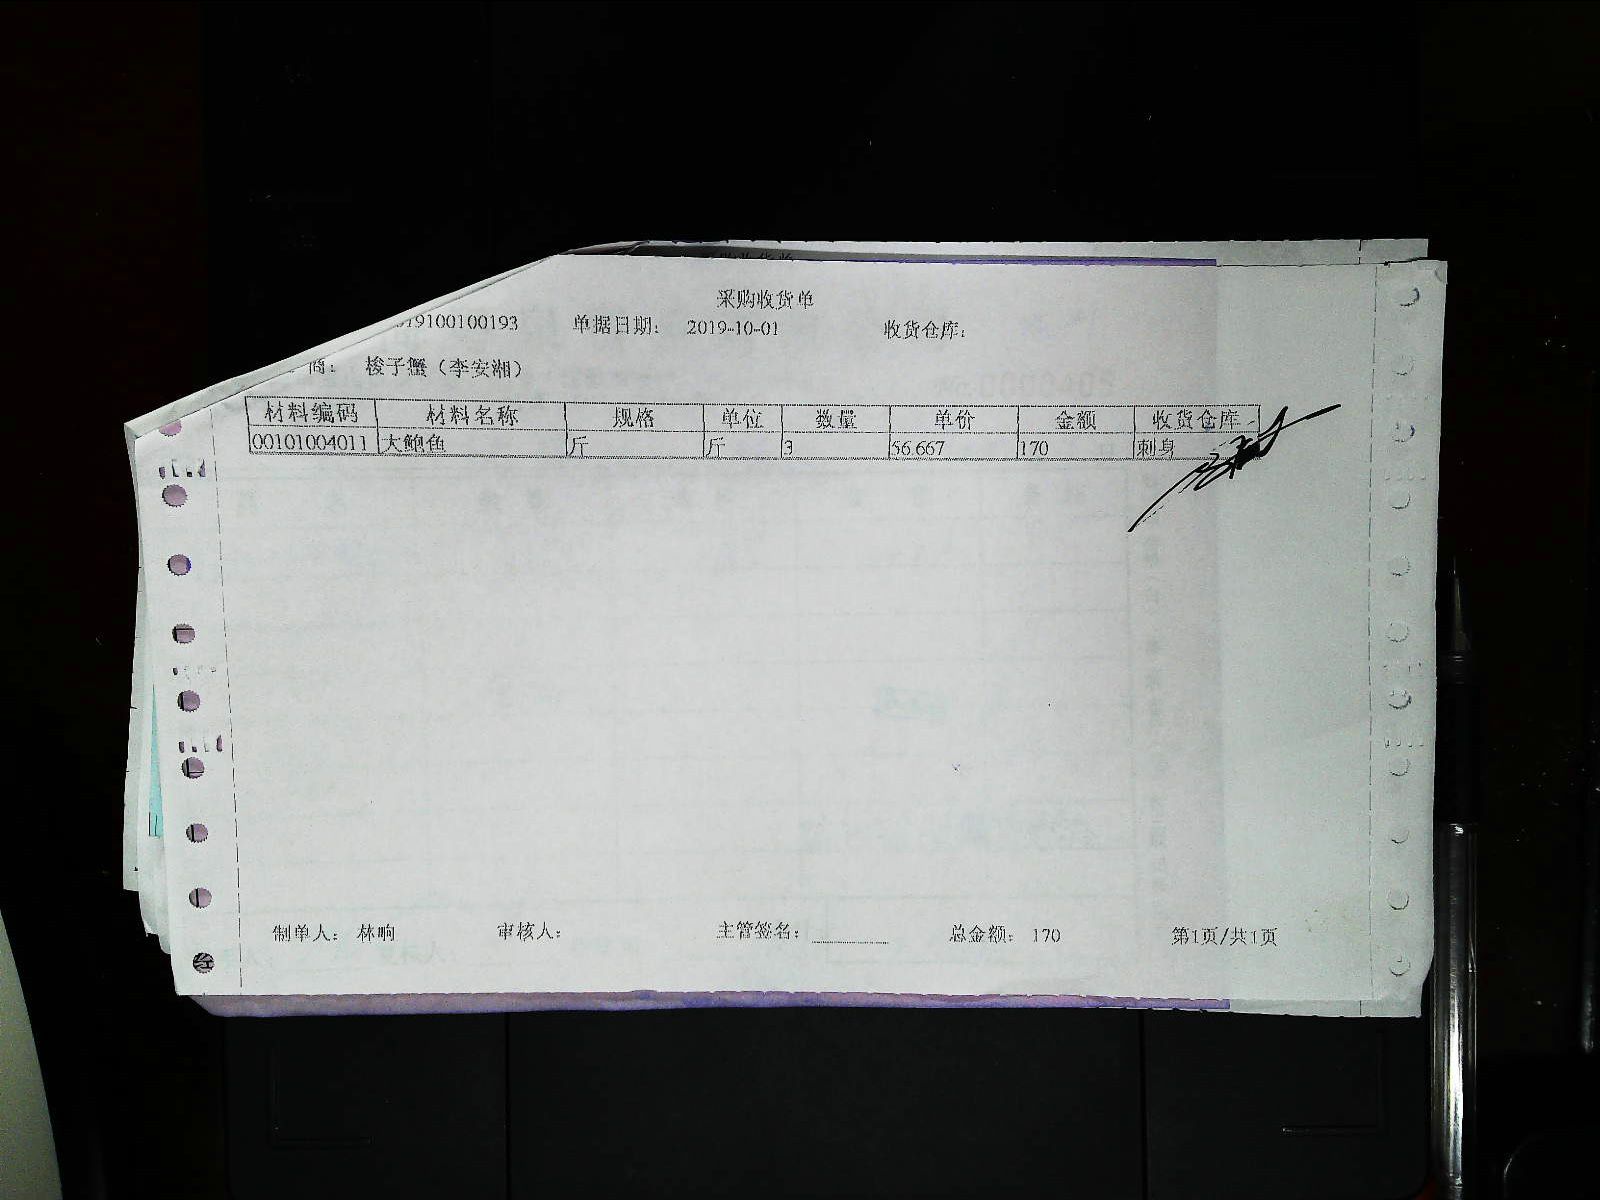 采购收货单
19100100193 单据日期： 2019-10-01 收货仓库：
商： 梭子蟹（李安湘）
材料编码 材料名称 规格 单位 数量 单价 金额 收货仓库
00101004011 大鲍鱼 斤 斤 3 56.667 170 刺身
制单人： 林响 审核人： 主管签名： 总金额： 170 第1页/共1页